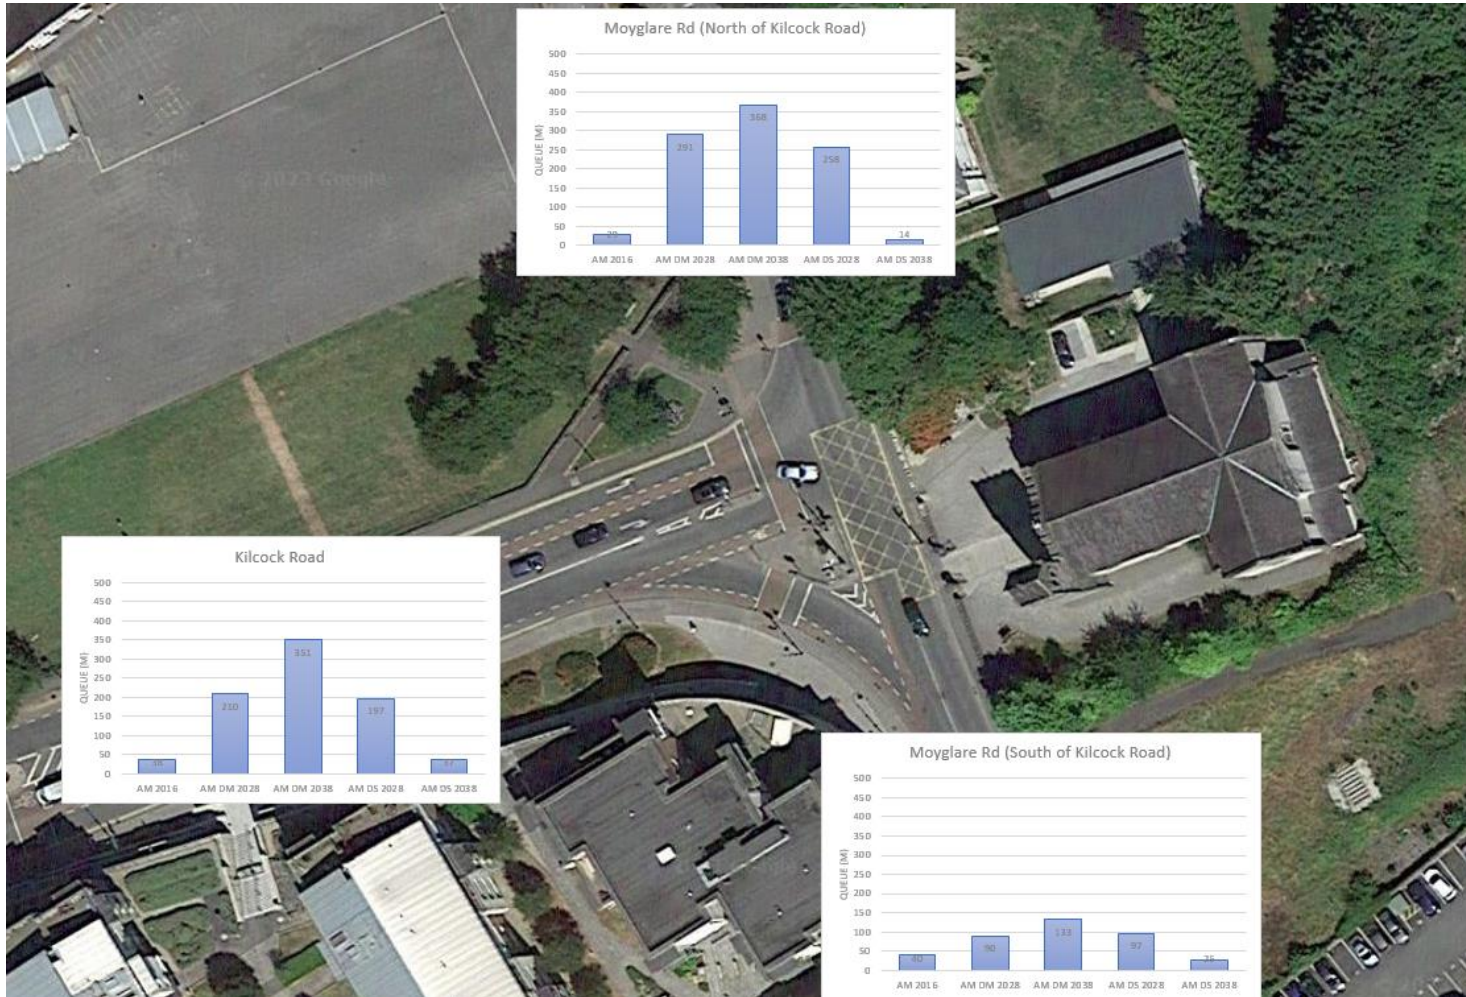 Moyglare Rd (North of Kilcock Road)
500
450
400
350
300
250
200
150
100
50
0
QUEUE (M)
291
368
258
14
AM 2016
AM DM 2028
AM DM 2038
AM DS 2028
AM DS 2038
© 2023 Google
Kilcock Road
500
450
400
350
300
250
200
150
100
50
0
QUEUE (M)
38
210
351
197
37
AM 2016
AM DM 2028
AM DM 2038
AM DS 2028
AM DS 2038
Moyglare Rd (South of Kilcock Road)
500
450
400
350
300
250
200
150
100
50
0
QUEUE (M)
40
90
133
97
AM 2016
AM DM 2028
AM DM 2038
AM DS 2028
AM DS 2038